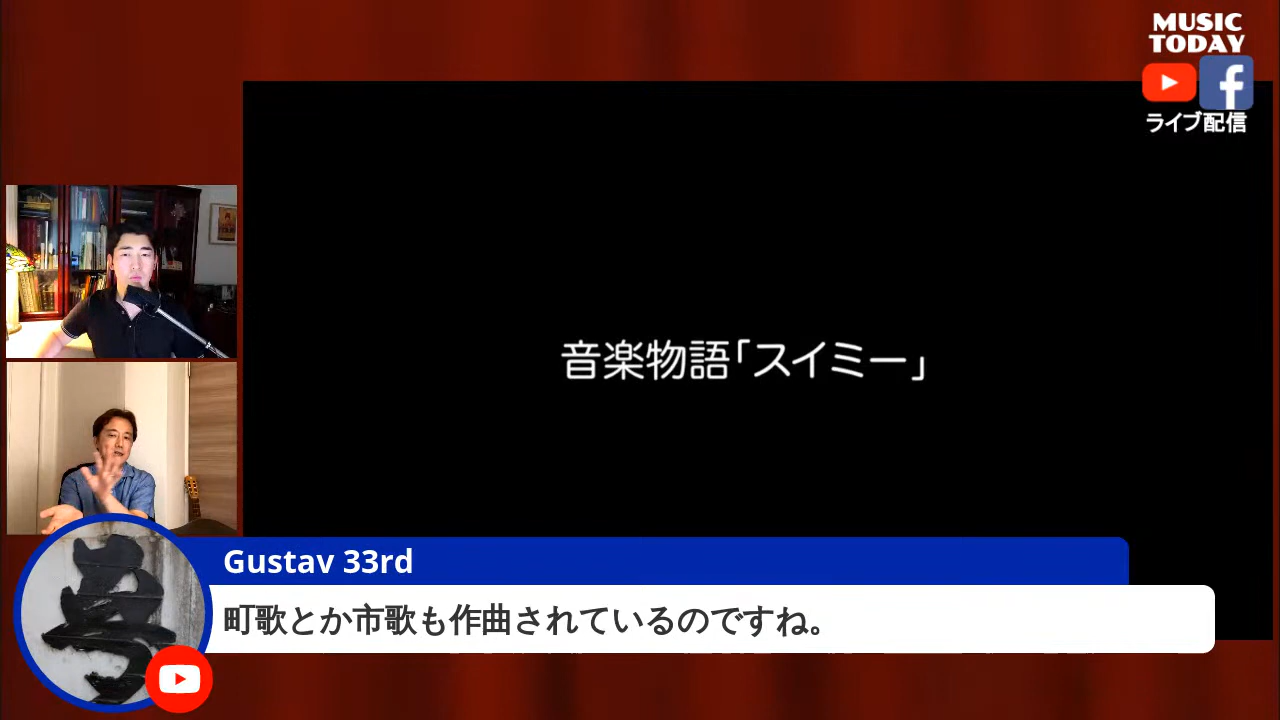 MUSIC
TODAY
ライブ配信
音楽物語「スイミー」
Gustav 33rd
町歌とか市歌も作曲されているのですね。